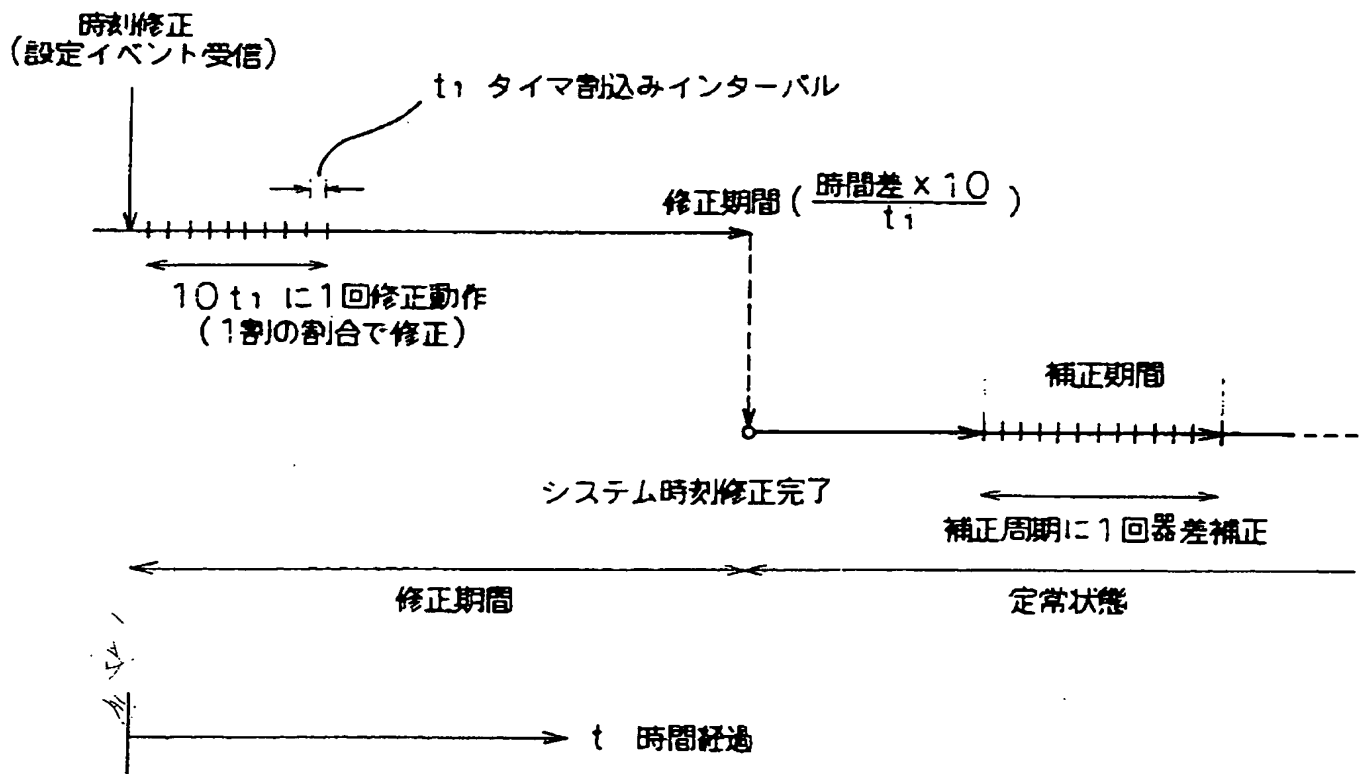 時刻修正
(設定イベント受信)
t₁ タイマ割込みインターバル
修正期間 ( 時間差 × 10 / t₁ )
10 t₁ に1回修正動作
(1割の割合で修正)
補正期間
システム時刻修正完了
補正周期に1回器差補正
修正期間
定常状態
t 時間経過